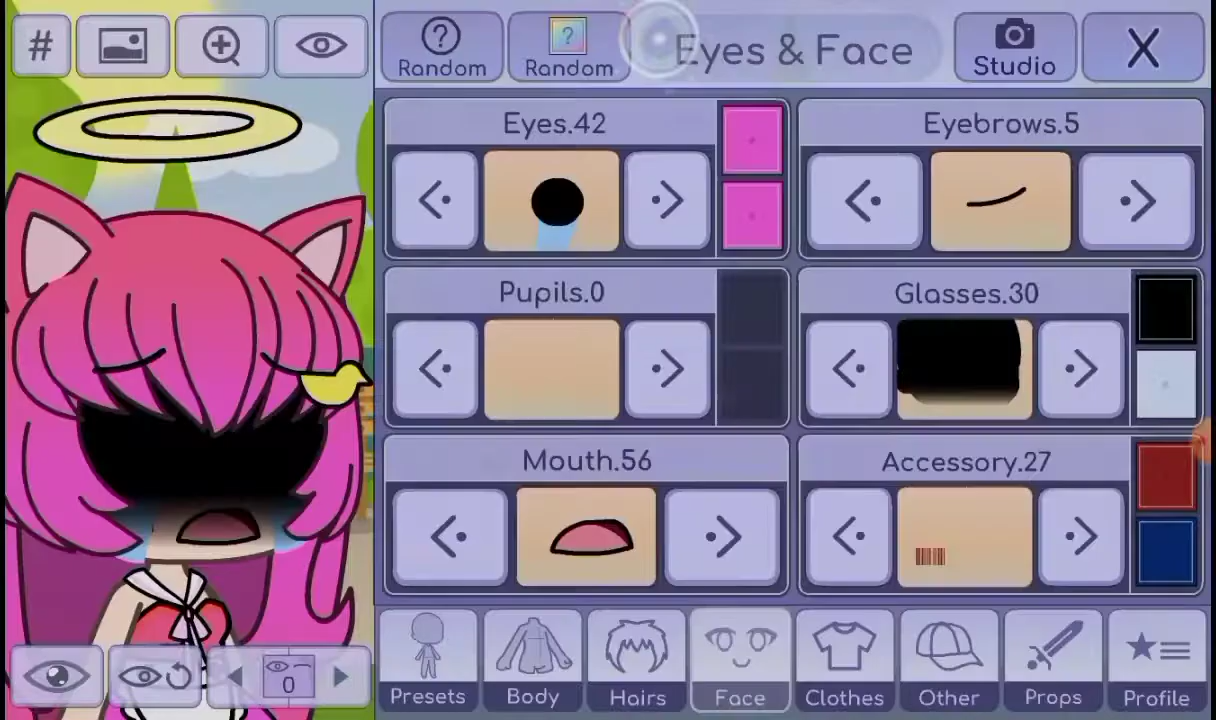 #
? Random
? Random
Eyes & Face
Studio
X
Eyes.42
Eyebrows.5
Pupils.0
Glasses.30
Mouth.56
Accessory.27
0
Presets
Body
Hairs
Face
Clothes
Other
Props
Profile